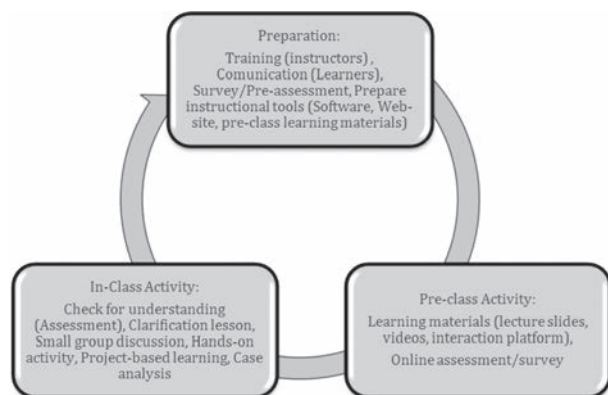 Preparation:
Training (instructors) ,
Comunication (Learners),
Survey/Pre-assessment, Prepare
instructional tools (Software, Web-
site, pre-class learning materials)
In-Class Activity:
Check for understanding
(Assessment), Clarification lesson,
Small group discussion, Hands-on
activity, Project-based learning, Case
analysis
Pre-class Activity:
Learning materials (lecture slides,
videos, interaction platform),
Online assessment/survey